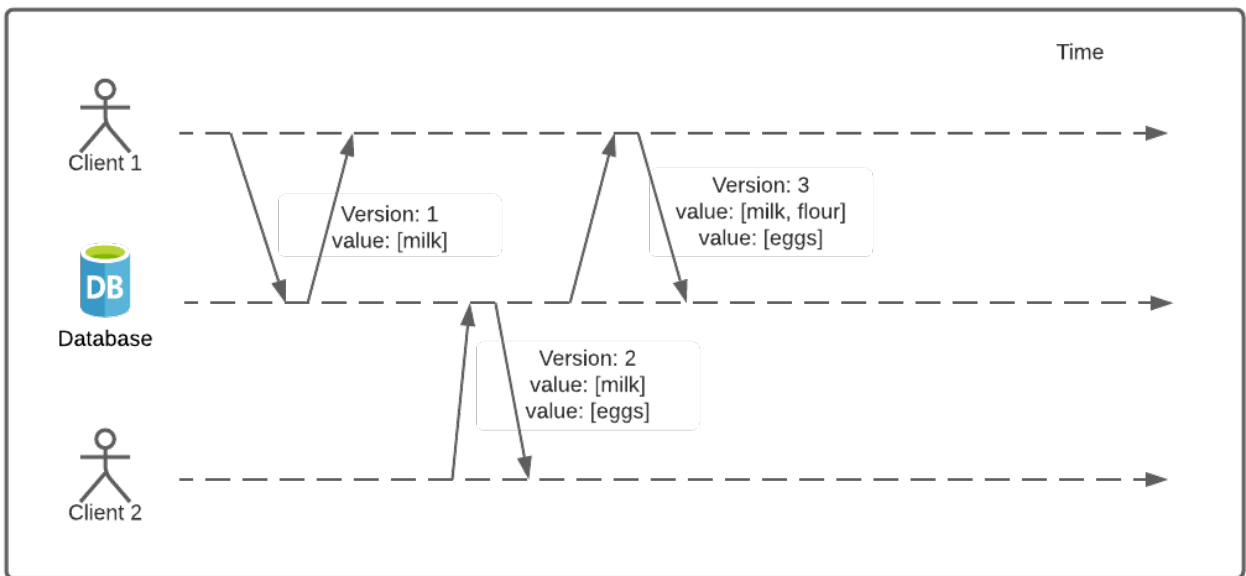 Time
Client 1
Version: 1
value: [milk]
Version: 3
value: [milk, flour]
value: [eggs]
DB
Database
Version: 2
value: [milk]
value: [eggs]
Client 2